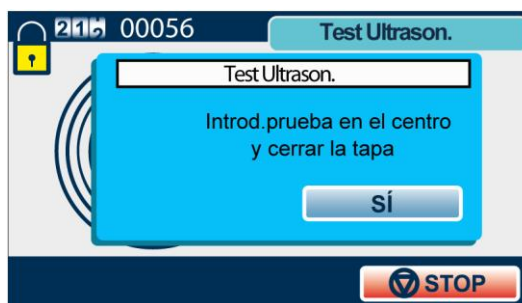 00056
Test Ultrason.
Test Ultrason.
Introd.prueba en el centro
y cerrar la tapa
SÍ
STOP